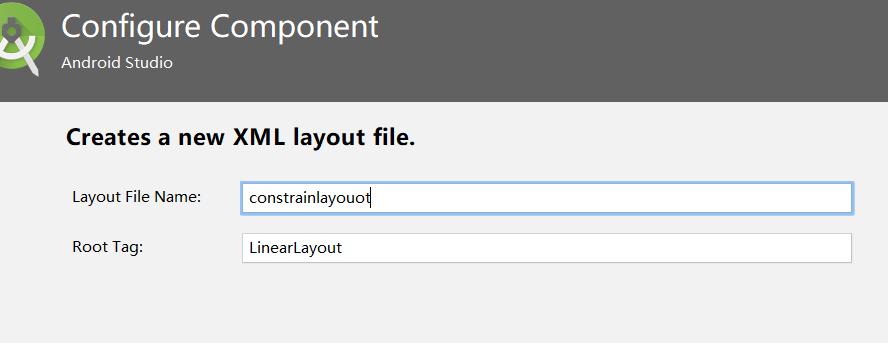 Configure Component
Android Studio
Creates a new XML layout file.
Layout File Name: constrainlayouot
Root Tag: LinearLayout